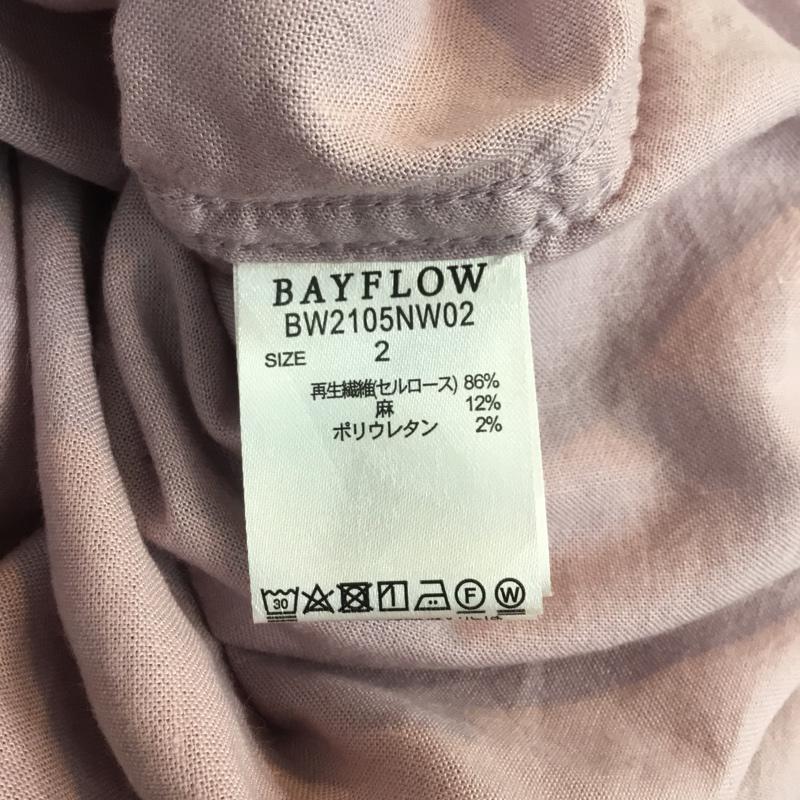 BAYFLOW
BW2105NW02
SIZE 2
再生繊維(セルロース) 86%
麻 12%
ポリウレタン 2%
30
F
W